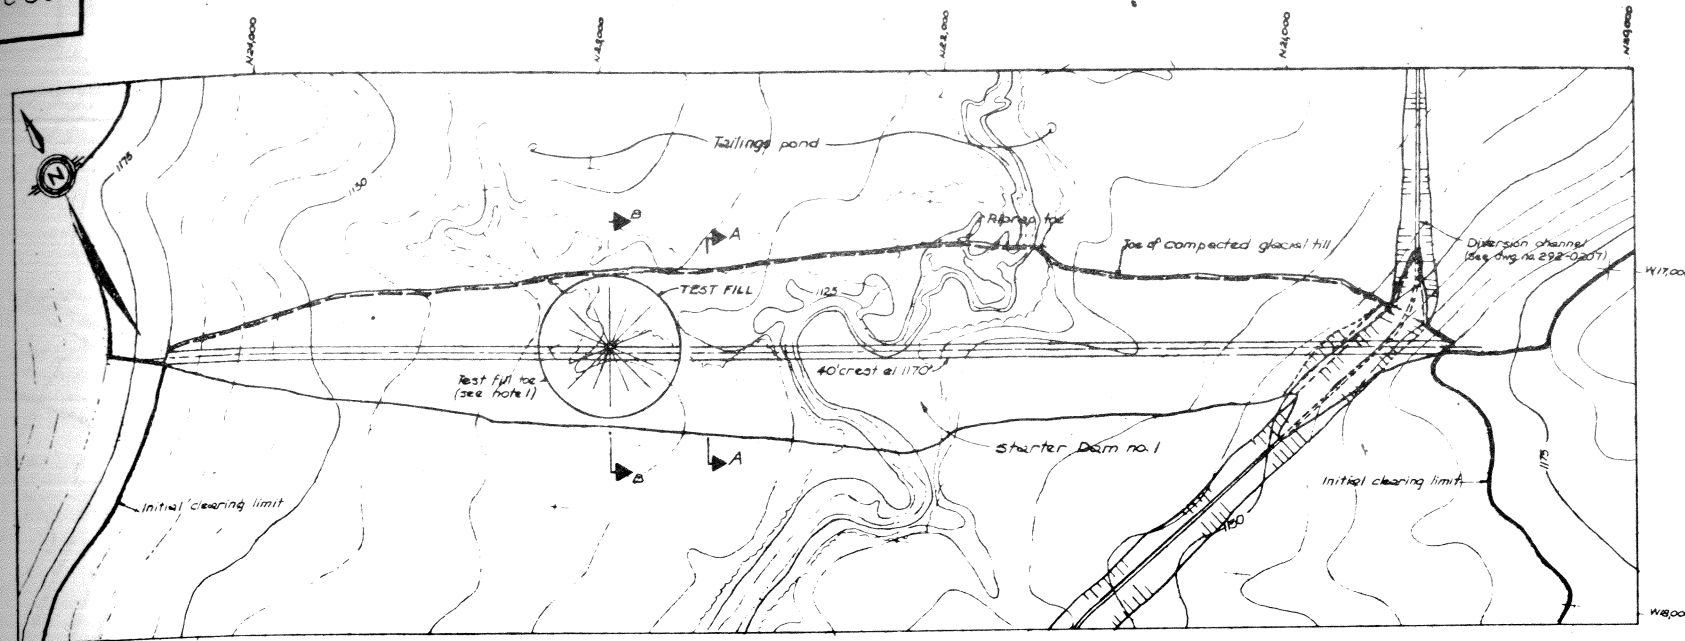 N24,000
N23,000
N22,000
N21,000
N20,000
1175
N
1150
Tailings pond
B
A
Riprap toe
Toe of compacted glacial till
Diversion channel
(See dwg. no. 292-0207)
W17,00
TEST FILL
1125
Test fill toe
(see note 1)
40' crest el 1170'
Starter Dam no. 1
A
B
Initial clearing limit
Initial clearing limit
1175
1150
W18,00